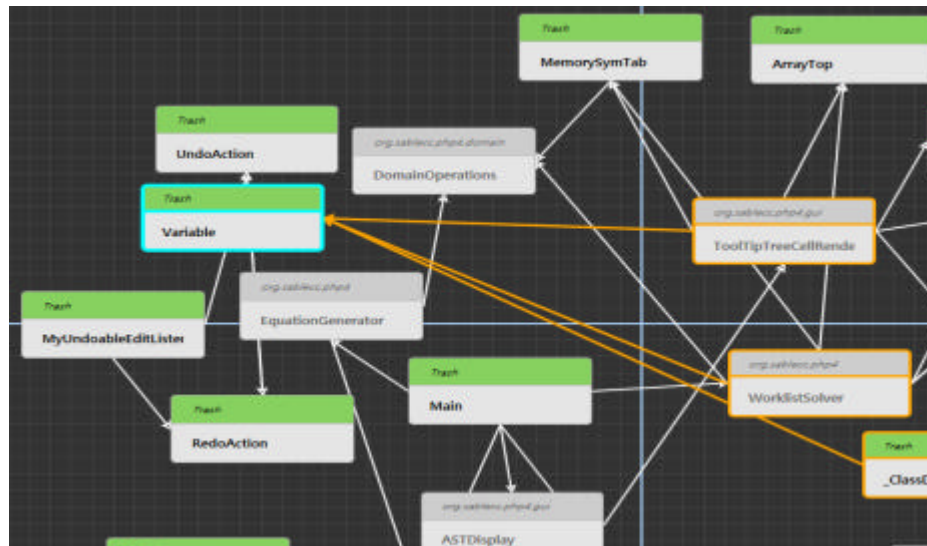 Trash
MemorySymTab
Trash
ArrayTop
Trash
UndoAction
org.sablecc.php4.domain
DomainOperations
Trash
Variable
org.sablecc.php4.gui
ToolTipTreeCellRende
org.sablecc.php4
EquationGenerator
Trash
MyUndoableEditLister
org.sablecc.php4
WorklistSolver
Trash
Main
Trash
RedoAction
Trash
_ClassD
org.sablecc.php4.gui
ASTDisplay